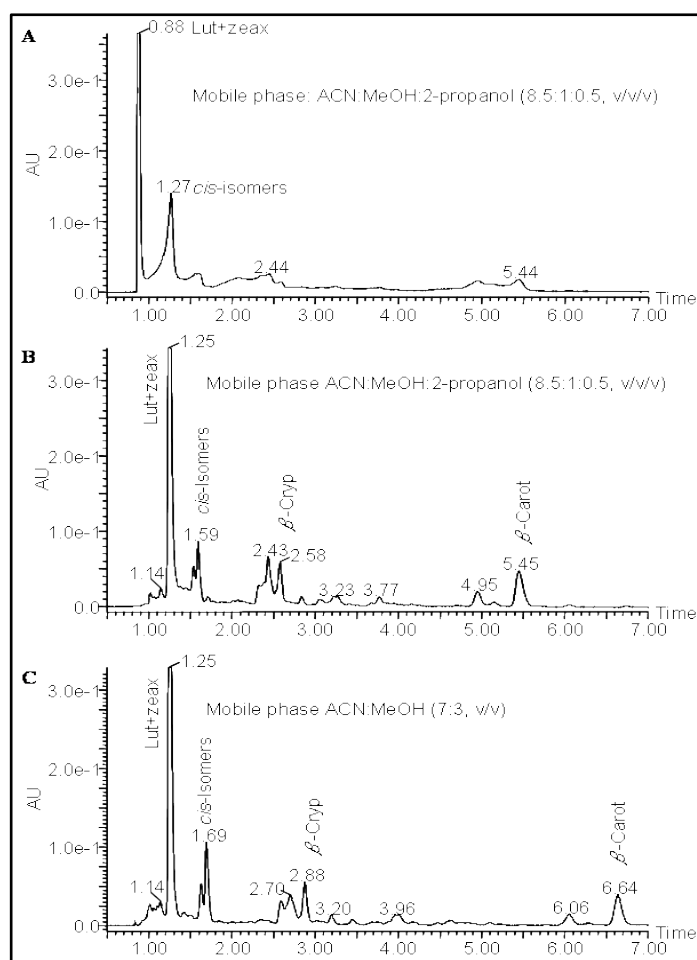 A
0.88 Lut+zeax
3.0e-1
Mobile phase: ACN:MeOH:2-propanol (8.5:1:0.5, v/v/v)
2.0e-1
AU
1.27 cis-isomers
1.0e-1
2.44
5.44
0.0
Time
1.00 2.00 3.00 4.00 5.00 6.00 7.00
B
1.25
3.0e-1
Lut+zeax
Mobile phase ACN:MeOH:2-propanol (8.5:1:0.5, v/v/v)
2.0e-1
AU
cis-Isomers
β-Cryp
β-Carot
1.0e-1
1.59
2.43
2.58
5.45
1.14
3.23
3.77
4.95
0.0
Time
1.00 2.00 3.00 4.00 5.00 6.00 7.00
C
1.25
3.0e-1
Lut+zeax
Mobile phase ACN:MeOH (7:3, v/v)
2.0e-1
AU
cis-Isomers
β-Cryp
β-Carot
1.0e-1
1.69
1.14
2.70
2.88
3.20
3.96
6.06
6.64
0.0
Time
1.00 2.00 3.00 4.00 5.00 6.00 7.00